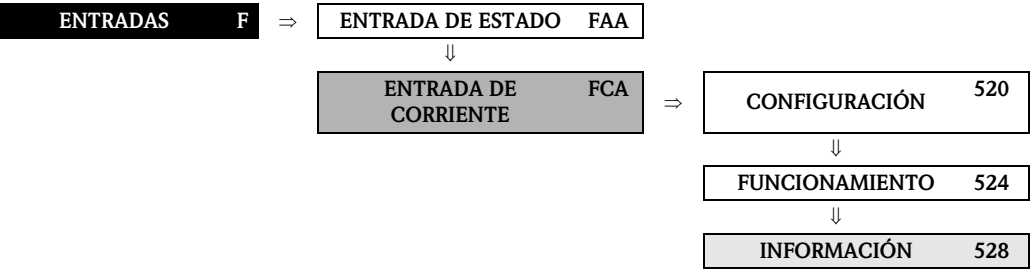 ENTRADAS F ⇒ ENTRADA DE ESTADO FAA
⇓
ENTRADA DE CORRIENTE FCA ⇒ CONFIGURACIÓN 520
⇓
FUNCIONAMIENTO 524
⇓
INFORMACIÓN 528